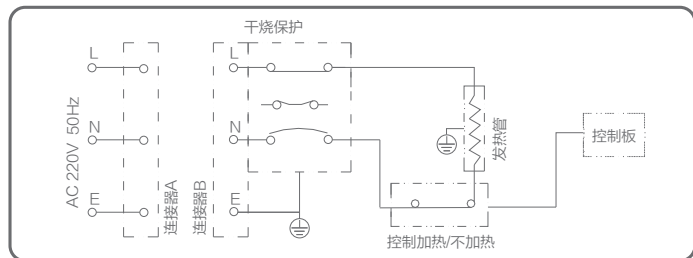 干烧保护
L
L
AC 220V 50Hz
N
N
发热管
控制板
E
连接器A
连接器B
E
控制加热/不加热